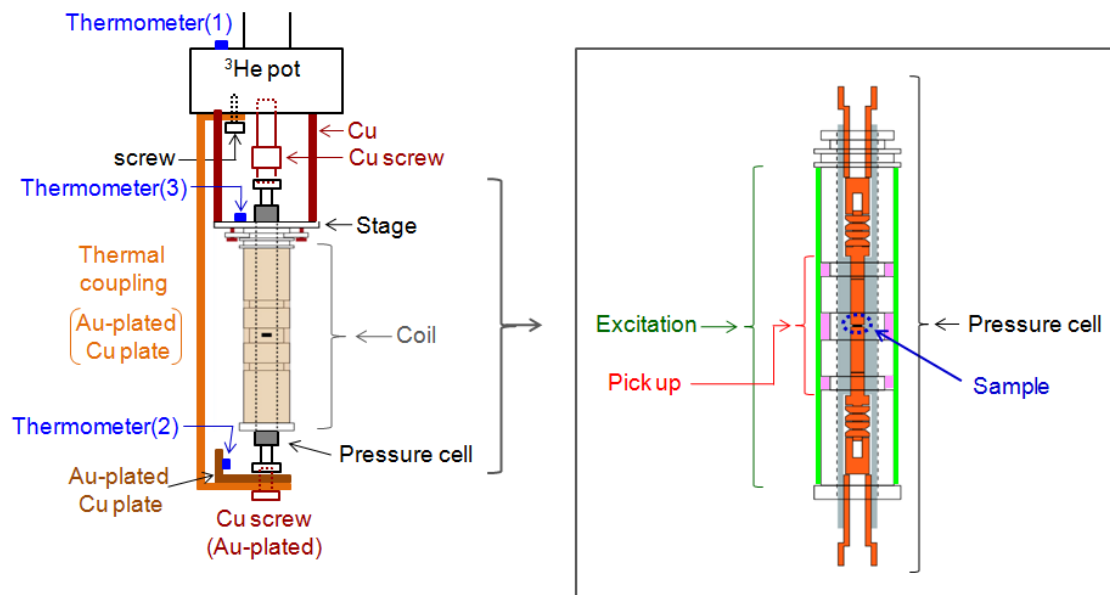 Thermometer(1)
³He pot
Cu
screw
Cu screw
Thermometer(3)
Stage
Thermal
coupling
Au-plated
Cu plate
Coil
Thermometer(2)
Pressure cell
Au-plated
Cu plate
Cu screw
(Au-plated)
Excitation
Pressure cell
Pick up
Sample